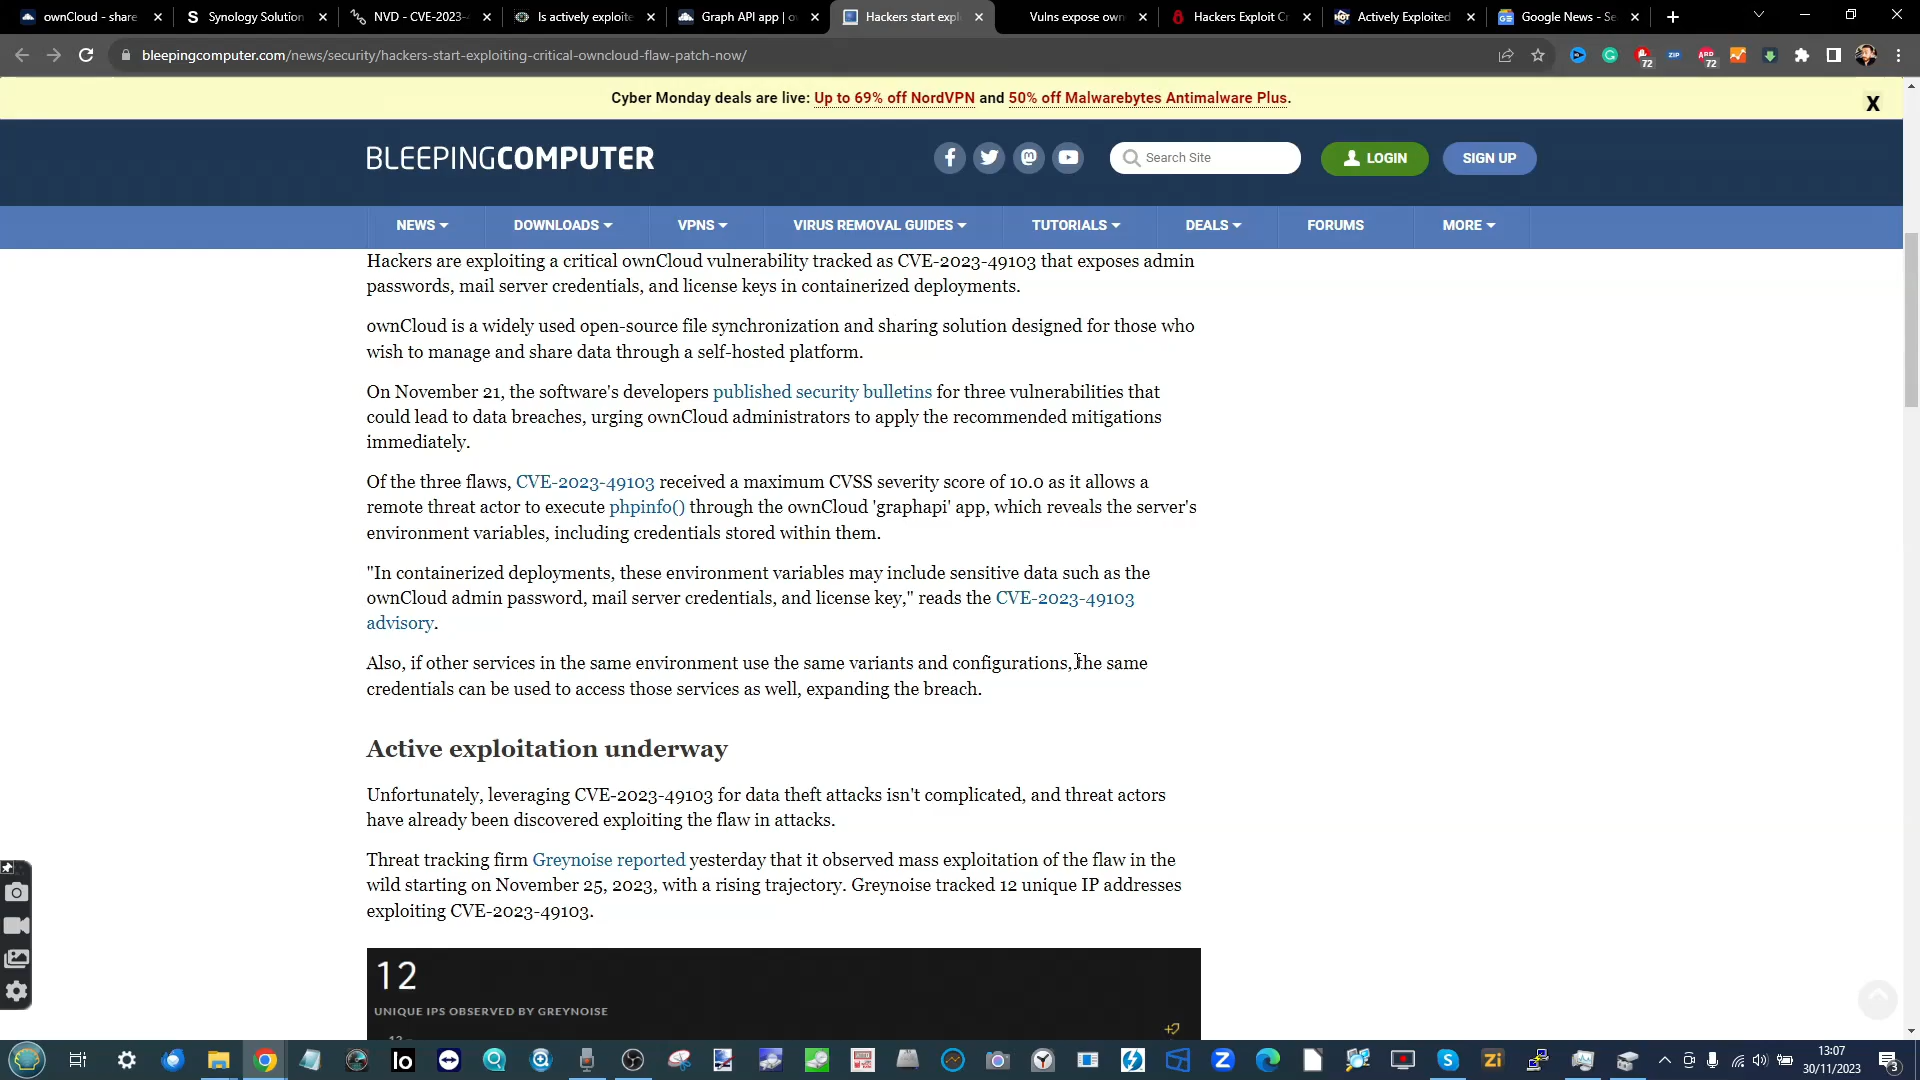 ownCloud - share
Synology Solution
NVD - CVE-2023-
Is actively exploite
Graph API app | o
Hackers start expl
Vulns expose own
Hackers Exploit Cr
Actively Exploited
Google News - Se
bleepingcomputer.com/news/security/hackers-start-exploiting-critical-owncloud-flaw-patch-now/
72
ZIP
72
Cyber Monday deals are live: Up to 69% off NordVPN and 50% off Malwarebytes Antimalware Plus.
X
BLEEPINGCOMPUTER
Search Site
LOGIN
SIGN UP
NEWS
DOWNLOADS
VPNS
VIRUS REMOVAL GUIDES
TUTORIALS
DEALS
FORUMS
MORE
Hackers are exploiting a critical ownCloud vulnerability tracked as CVE-2023-49103 that exposes admin
passwords, mail server credentials, and license keys in containerized deployments.
ownCloud is a widely used open-source file synchronization and sharing solution designed for those who
wish to manage and share data through a self-hosted platform.
On November 21, the software's developers published security bulletins for three vulnerabilities that
could lead to data breaches, urging ownCloud administrators to apply the recommended mitigations
immediately.
Of the three flaws, CVE-2023-49103 received a maximum CVSS severity score of 10.0 as it allows a
remote threat actor to execute phpinfo() through the ownCloud 'graphapi' app, which reveals the server's
environment variables, including credentials stored within them.
"In containerized deployments, these environment variables may include sensitive data such as the
ownCloud admin password, mail server credentials, and license key," reads the CVE-2023-49103
advisory.
Also, if other services in the same environment use the same variants and configurations, the same
credentials can be used to access those services as well, expanding the breach.
Active exploitation underway
Unfortunately, leveraging CVE-2023-49103 for data theft attacks isn't complicated, and threat actors
have already been discovered exploiting the flaw in attacks.
Threat tracking firm Greynoise reported yesterday that it observed mass exploitation of the flaw in the
wild starting on November 25, 2023, with a rising trajectory. Greynoise tracked 12 unique IP addresses
exploiting CVE-2023-49103.
12
UNIQUE IPS OBSERVED BY GREYNOISE
13:07
30/11/2023
3